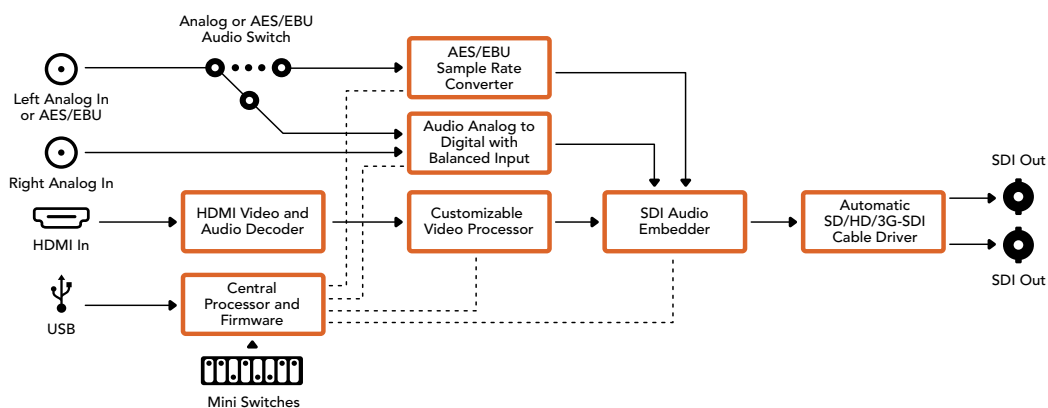 Analog or AES/EBU
Audio Switch
Left Analog In
or AES/EBU
AES/EBU
Sample Rate
Converter
Right Analog In
Audio Analog to
Digital with
Balanced Input
HDMI In
HDMI Video and
Audio Decoder
Customizable
Video Processor
SDI Audio
Embedder
Automatic
SD/HD/3G-SDI
Cable Driver
SDI Out
SDI Out
USB
Central
Processor and
Firmware
Mini Switches